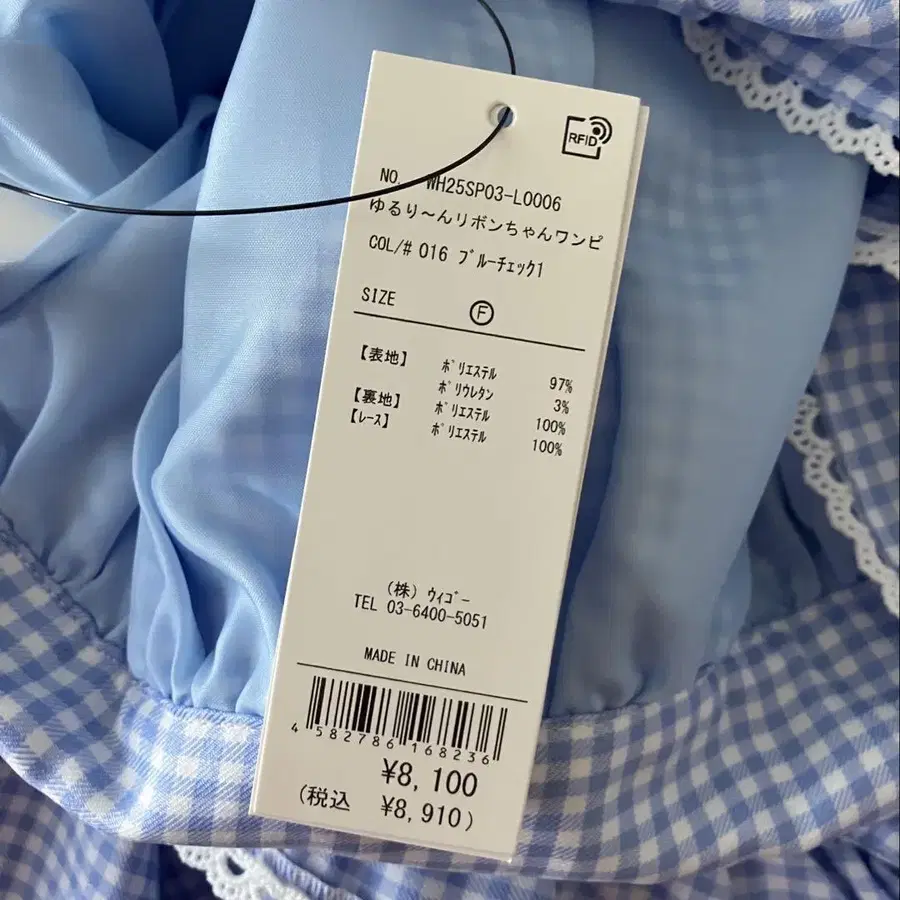 RFID
NO. WH25SP03-L0006
ゆるり～んリボンちゃんワンピ
COL/# 016 ﾌﾞﾙｰﾁｪｯｸ1
SIZE F
【表地】 ﾎﾟﾘｴｽﾃﾙ 97%
ﾎﾟﾘｳﾚﾀﾝ 3%
【裏地】 ﾎﾟﾘｴｽﾃﾙ 100%
【ﾚｰｽ】 ﾎﾟﾘｴｽﾃﾙ 100%
(株) ｳｨｺﾞｰ
TEL 03-6400-5051
MADE IN CHINA
4 582786 168236
¥8,100
(税込 ¥8,910)